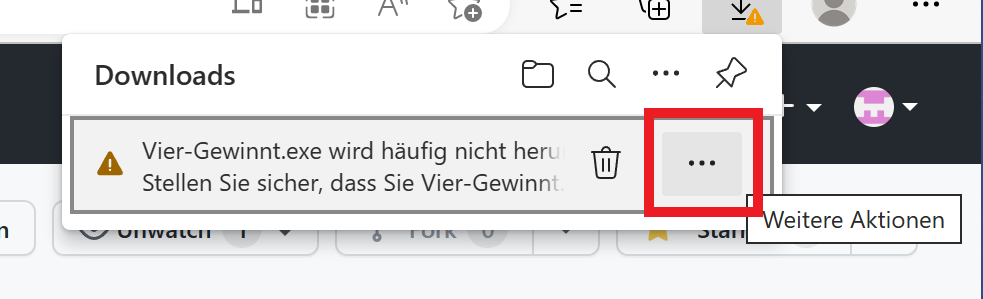 Downloads
Vier-Gewinnt.exe wird häufig nicht heru
Stellen Sie sicher, dass Sie Vier-Gewinnt.
Weitere Aktionen
n
Unwatch 1
Fork 0
Star